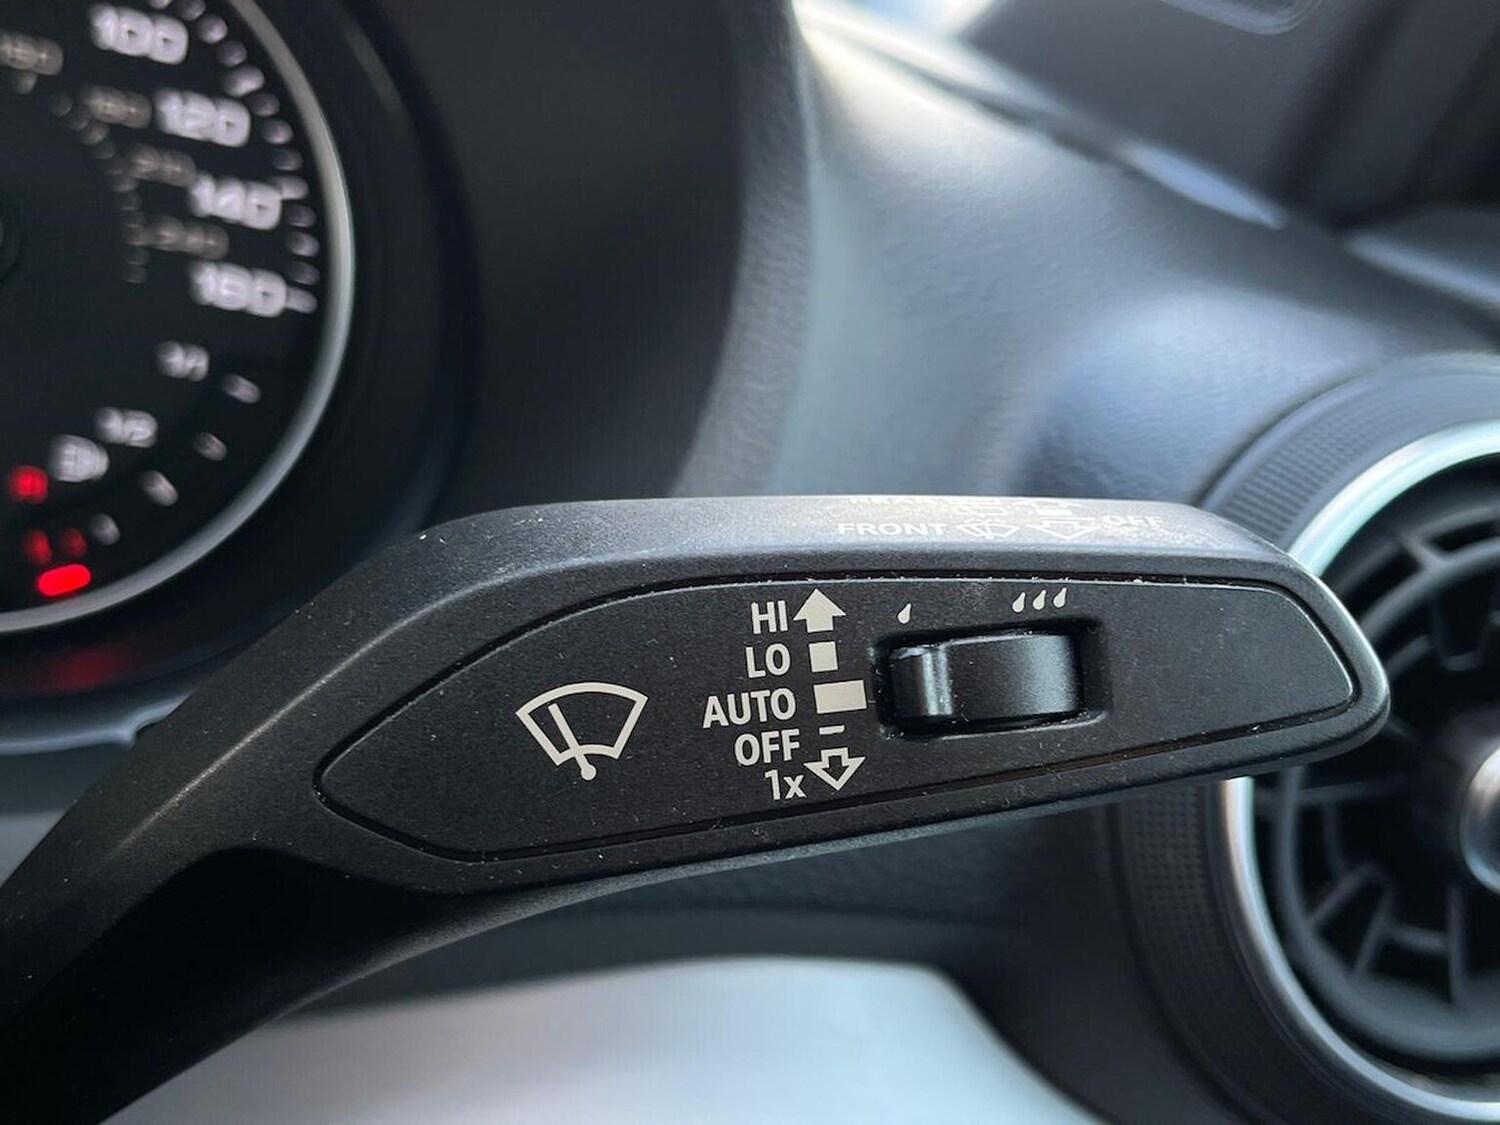 100
120
140
160
1/1
1/2
FRONT OFF
HI
LO
AUTO
OFF
1x